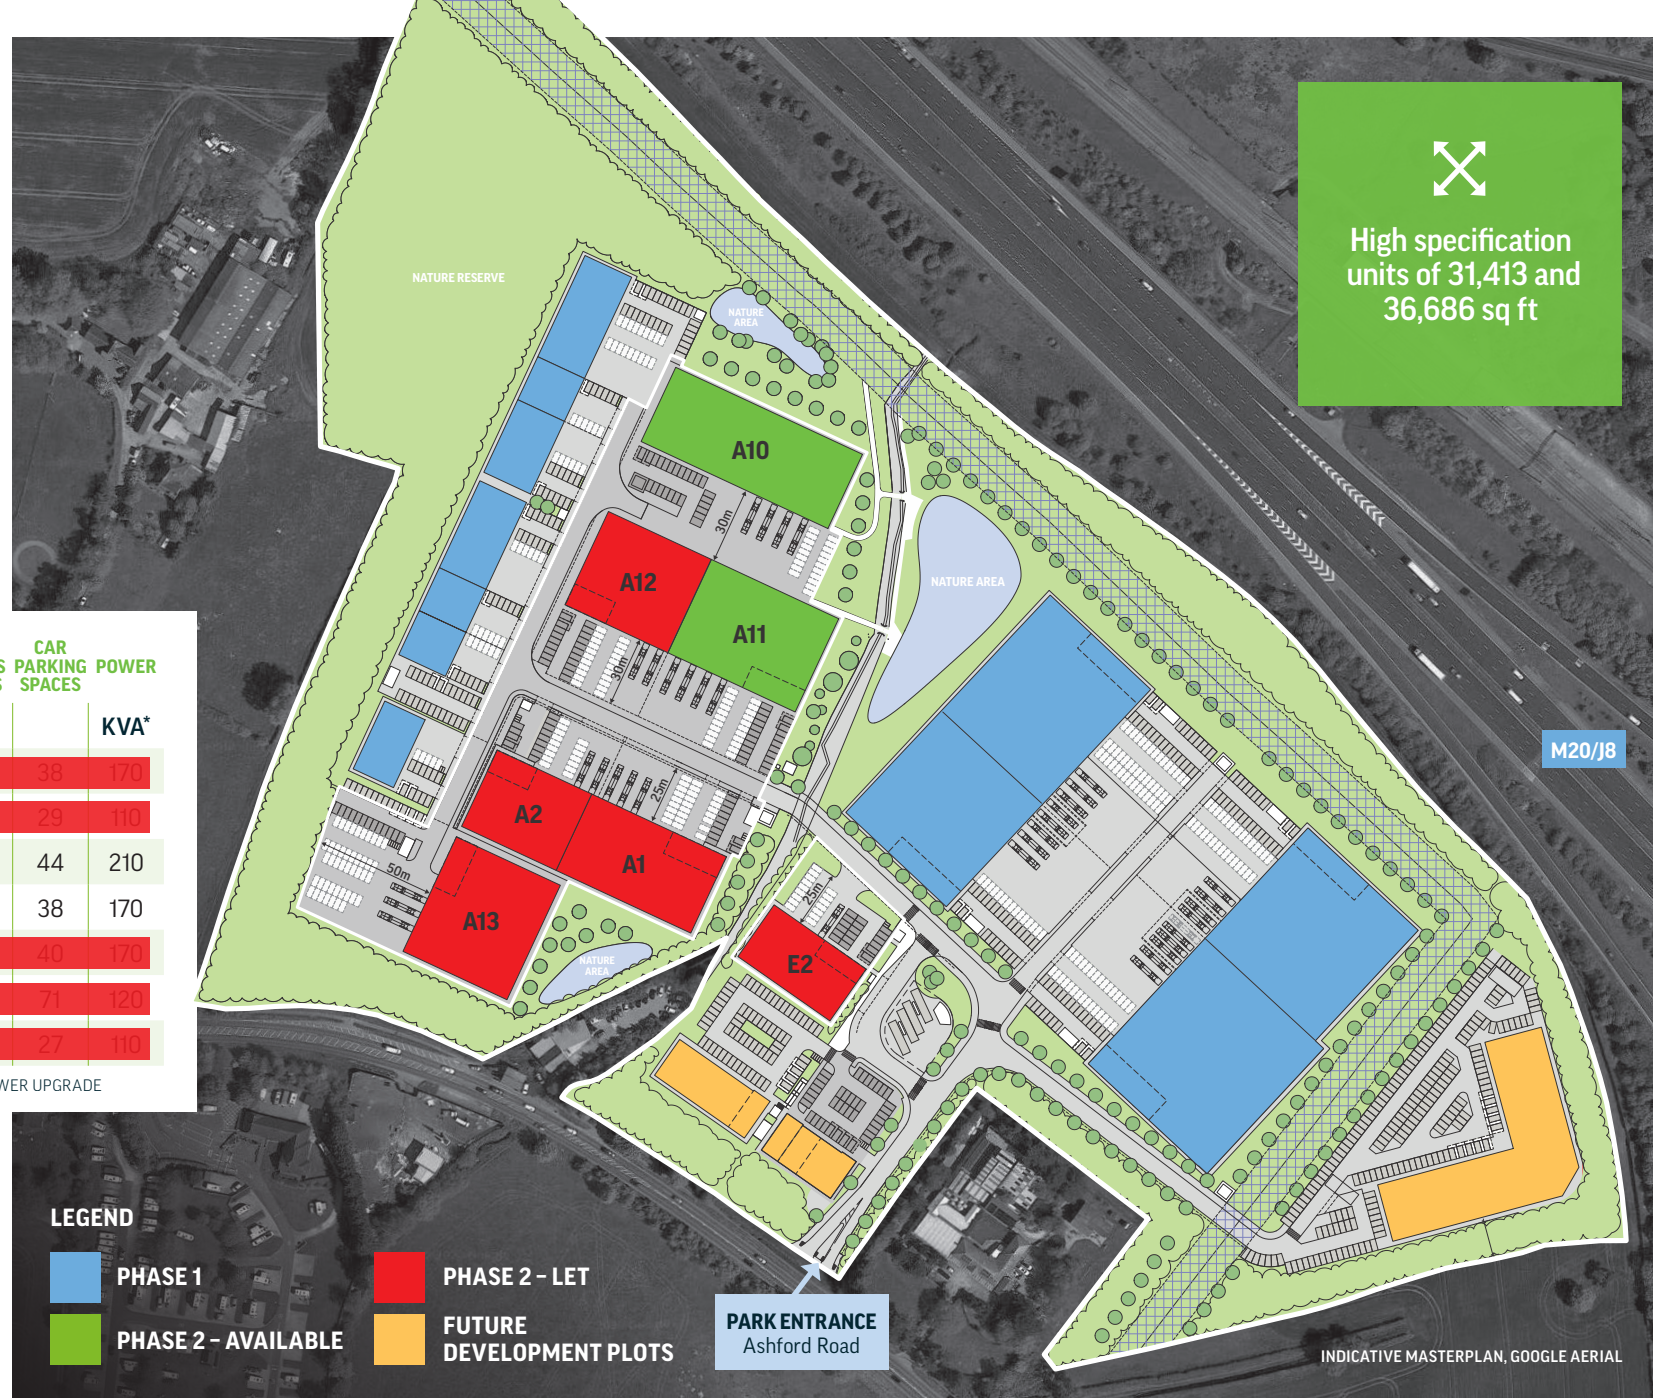 High specification
units of 31,413 and
36,686 sq ft
NATURE RESERVE
NATURE
AREA
A10
30m
A12
A11
30m
NATURE AREA
M20/J8
CAR
PARKING
SPACES
POWER
KVA*
38 170
29 110
44 210
38 170
40 170
71 120
27 110
WER UPGRADE
A2
25m
A1
50m
A13
NATURE
AREA
25m
E2
LEGEND
PHASE 1
PHASE 2 – AVAILABLE
PHASE 2 – LET
FUTURE
DEVELOPMENT PLOTS
PARK ENTRANCE
Ashford Road
INDICATIVE MASTERPLAN, GOOGLE AERIAL